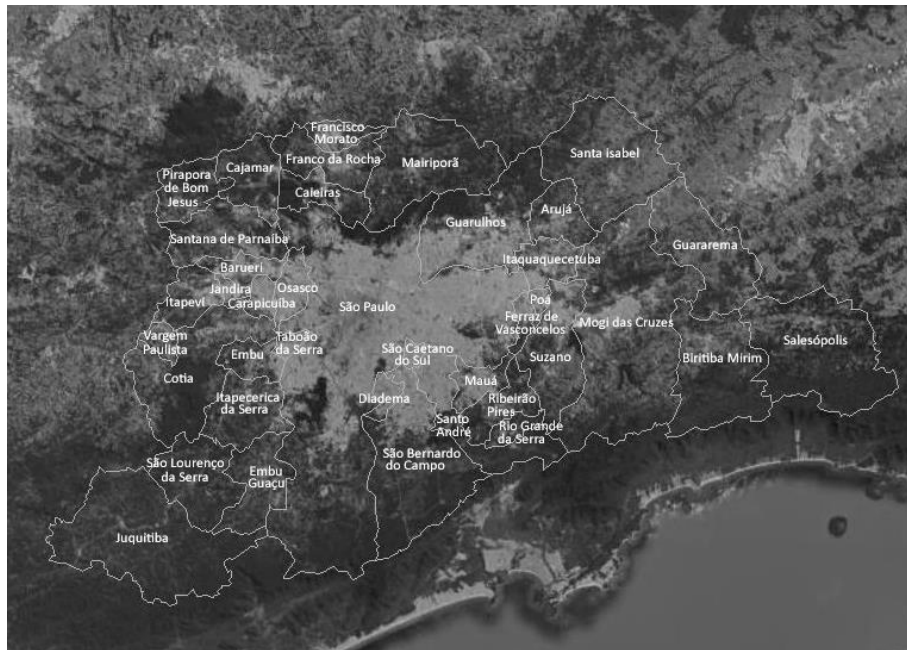 Francisco
Morato
Franco da Rocha
Mairiporã
Santa isabel
Cajamar
Pirapora
de Bom
Jesus
Caieiras
Guarulhos
Arujá
Santana de Parnaíba
Itaquaquecetuba
Guararema
Barueri
Jandira
Osasco
Itapeví
Carapicuíba
São Paulo
Poá
Ferraz de
Vasconcelos
Mogi das Cruzes
Vargem
Paulista
Taboão
da Serra
Embu
São Caetano
do Sul
Suzano
Biritiba Mirim
Salesópolis
Cotia
Mauá
Itapecerica
da Serra
Diadema
Ribeirão
Pires
Santo
André
Rio Grande
da Serra
São Bernardo
do Campo
São Lourenço
da Serra
Embu
Guaçu
Juquitiba